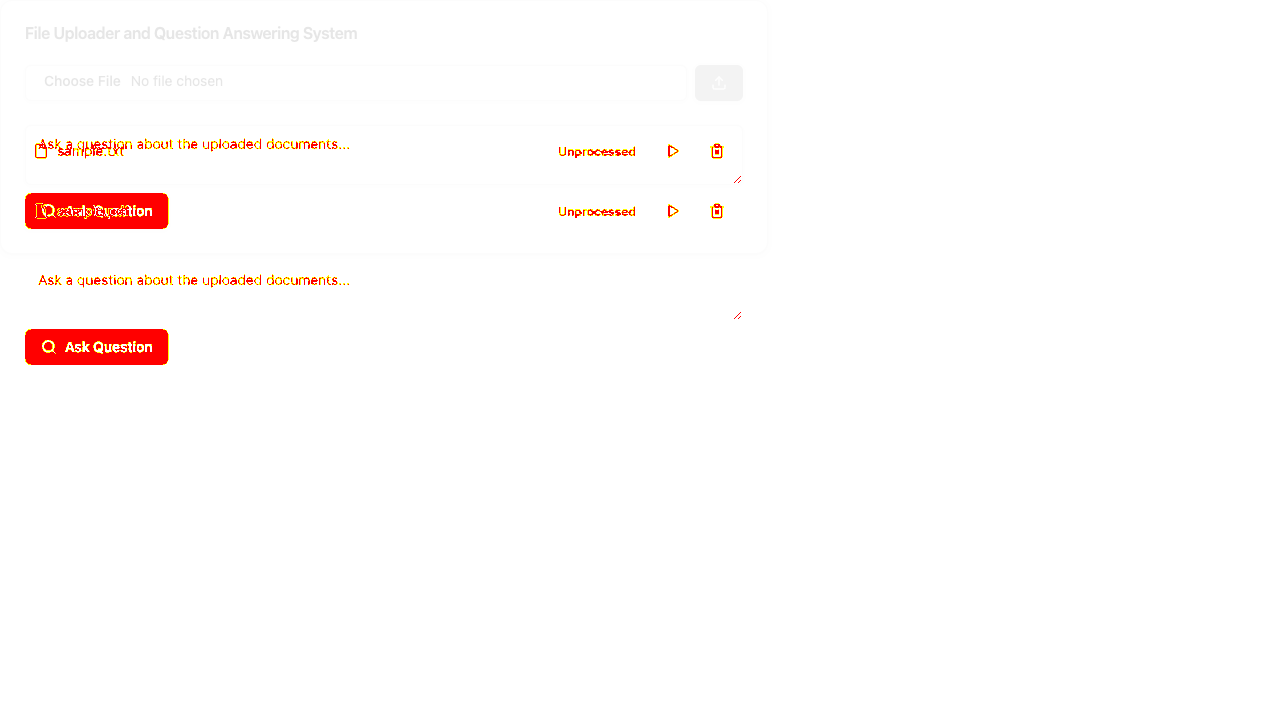 File Uploader and Question Answering System
Choose File No file chosen
Ask a question about the uploaded documents...
sample.txt Unprocessed
Ask Question Unprocessed
Ask a question about the uploaded documents...
Ask Question